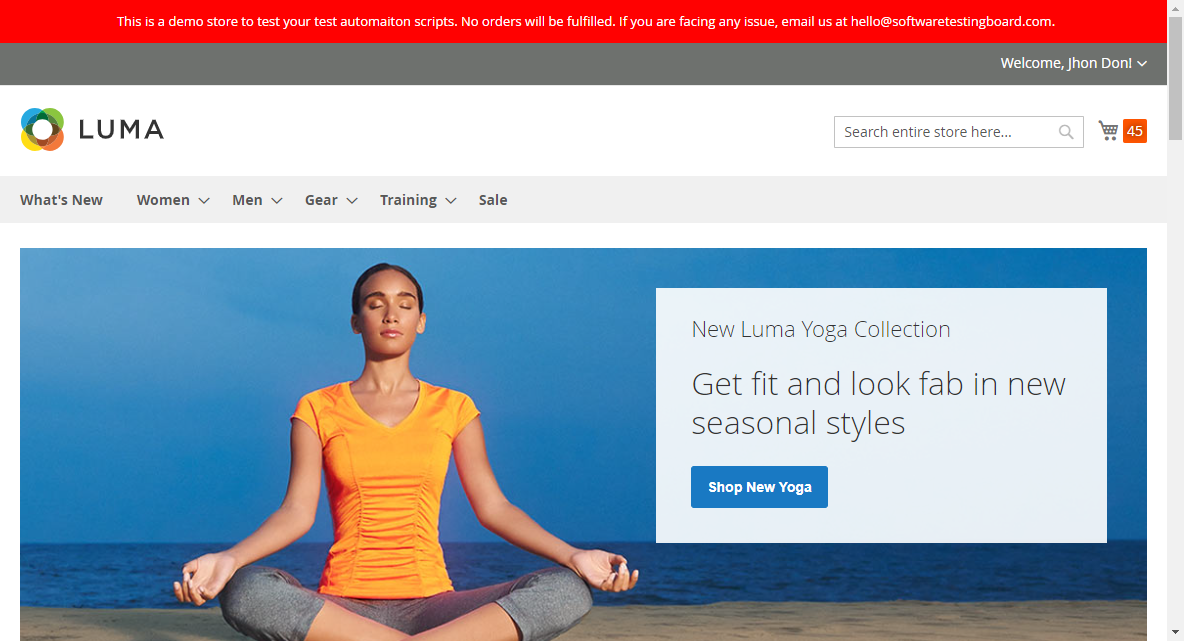 This is a demo store to test your test automaiton scripts. No orders will be fulfilled. If you are facing any issue, email us at hello@softwaretestingboard.com.
Welcome, Jhon Don!
LUMA
Search entire store here...
45
What's New Women Men Gear Training Sale
New Luma Yoga Collection
Get fit and look fab in new
seasonal styles
Shop New Yoga